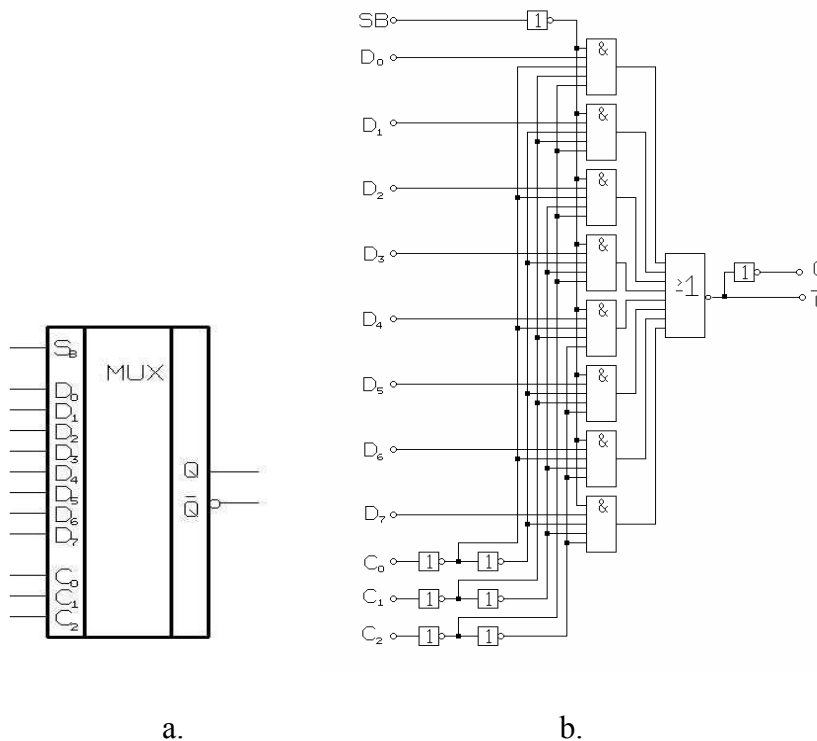 SB
1
&
D₀
&
D₁
&
D₂
&
D₃
&
D₄
&
D₅
&
D₆
&
D₇
≥1
1
Q
Q̅
C₀
1
1
C₁
1
1
C₂
1
1
S_B
MUX
D₀
D₁
D₂
D₃
D₄
D₅
D₆
D₇
Q
Q̅
C₀
C₁
C₂
a.
b.